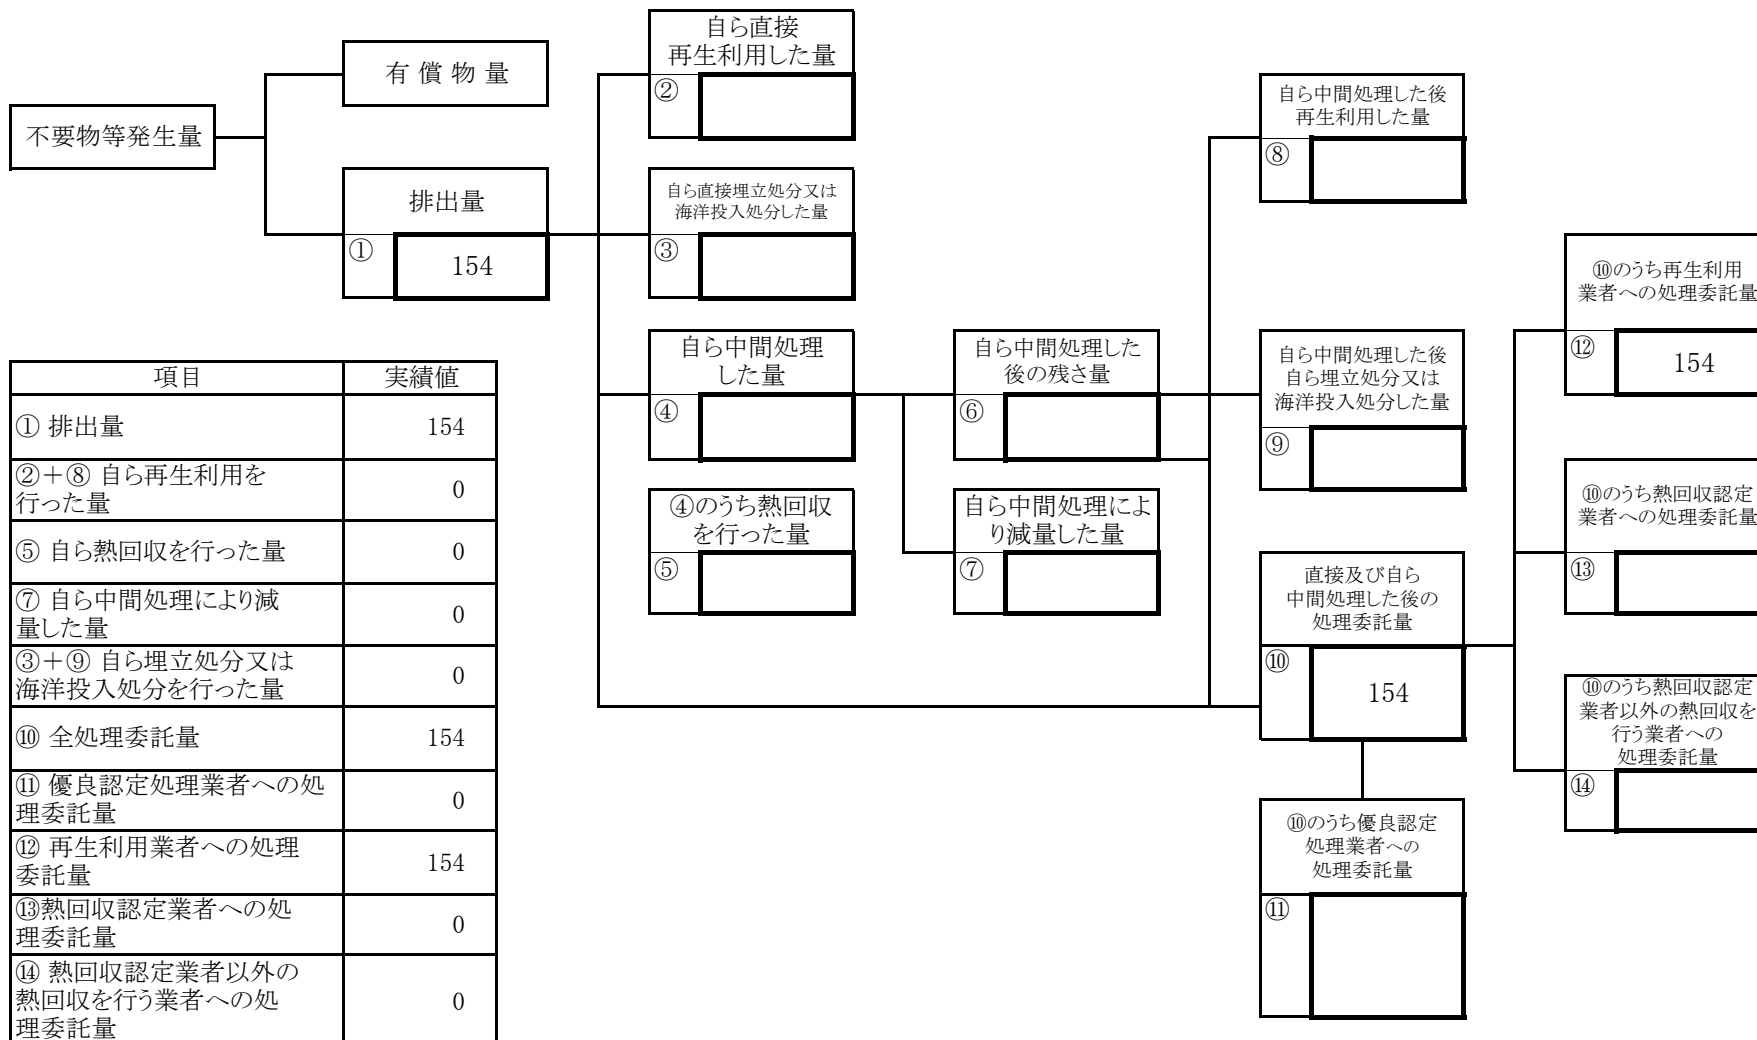 不要物等発生量
有 償 物 量
排出量
①
154
自ら直接
再生利用した量
②
自ら直接埋立処分又は
海洋投入処分した量
③
自ら中間処理
した量
④
④のうち熱回収
を行った量
⑤
自ら中間処理した
後の残さ量
⑥
自ら中間処理によ
り減量した量
⑦
自ら中間処理した後
再生利用した量
⑧
自ら中間処理した後
自ら埋立処分又は
海洋投入処分した量
⑨
直接及び自ら
中間処理した後の
処理委託量
⑩
154
⑩のうち優良認定
処理業者への
処理委託量
⑪
⑩のうち再生利用
業者への処理委託量
⑫
154
⑩のうち熱回収認定
業者への処理委託量
⑬
⑩のうち熱回収認定
業者以外の熱回収を
行う業者への
処理委託量
⑭
項目 実績値
① 排出量 154
②+⑧ 自ら再生利用を
行った量 0
⑤ 自ら熱回収を行った量 0
⑦ 自ら中間処理により減
量した量 0
③+⑨ 自ら埋立処分又は
海洋投入処分を行った量 0
⑩ 全処理委託量 154
⑪ 優良認定処理業者への処
理委託量 0
⑫ 再生利用業者への処理
委託量 154
⑬熱回収認定業者への処
理委託量 0
⑭ 熱回収認定業者以外の
熱回収を行う業者への処
理委託量 0